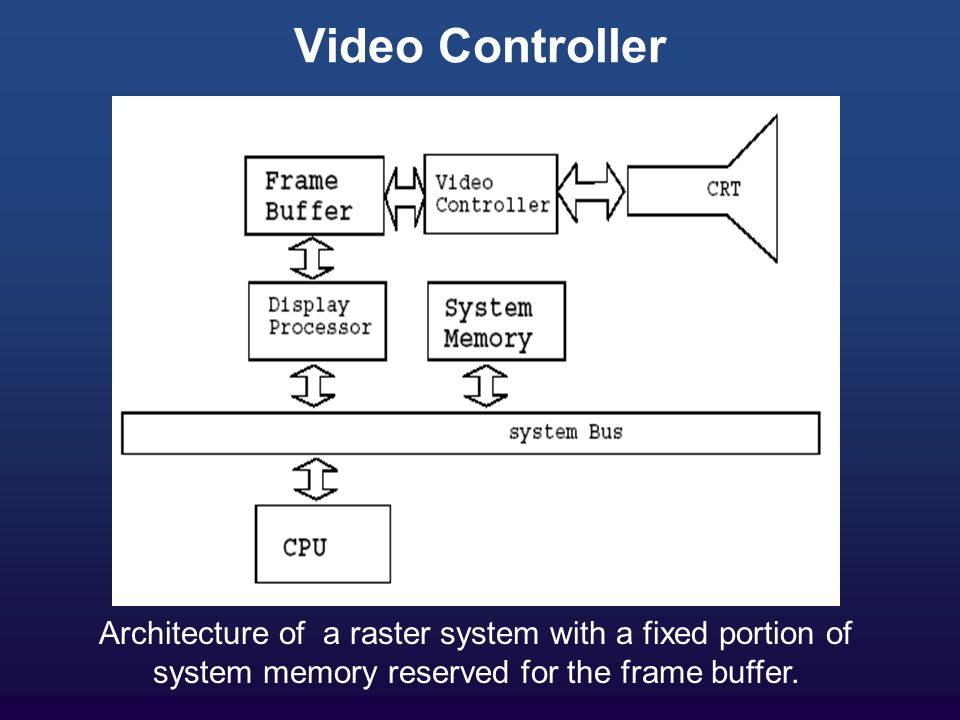 Video Controller
Frame
Buffer
Video
Controller
CRT
Display
Processor
System
Memory
system Bus
CPU
Architecture of a raster system with a fixed portion of
system memory reserved for the frame buffer.